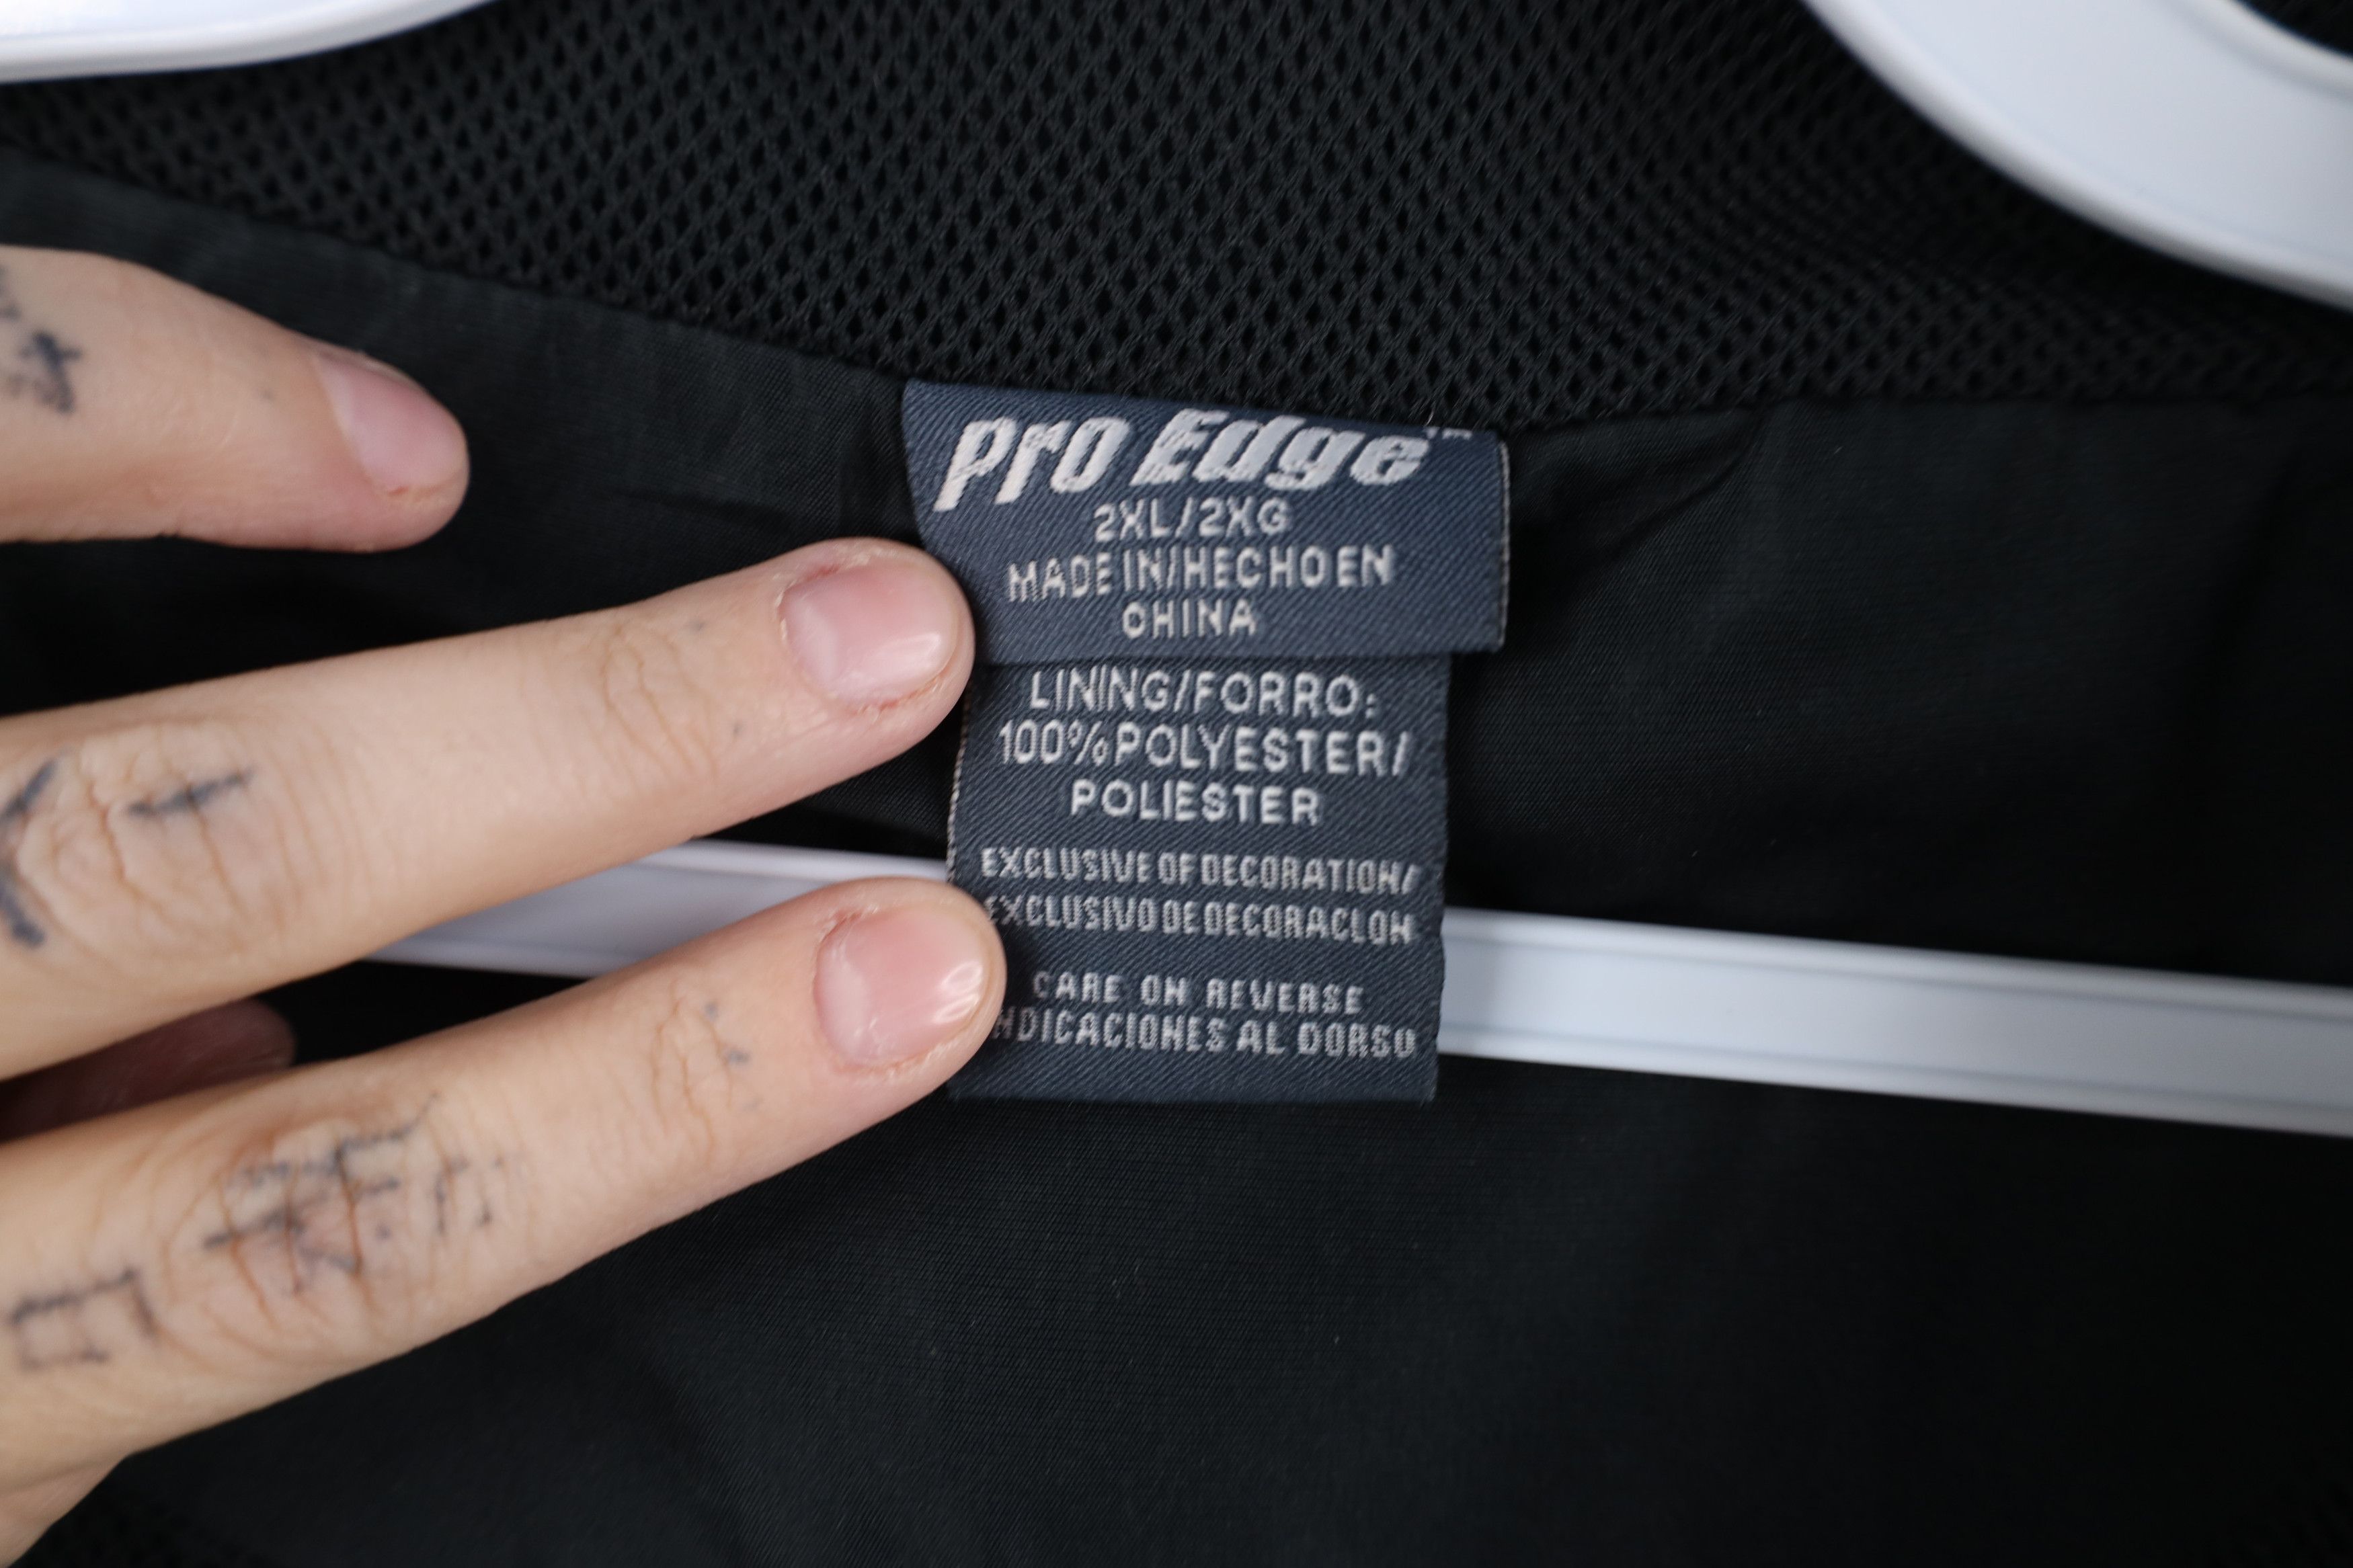 Pro Edge™
2XL/2XG
MADE IN/HECHO EN
CHINA
LINING/FORRO:
100% POLYESTER/
POLIESTER
EXCLUSIVE OF DECORATION/
EXCLUSIVO DE DECORACLON
CARE ON REVERSE
NDICACIONES AL DORSO